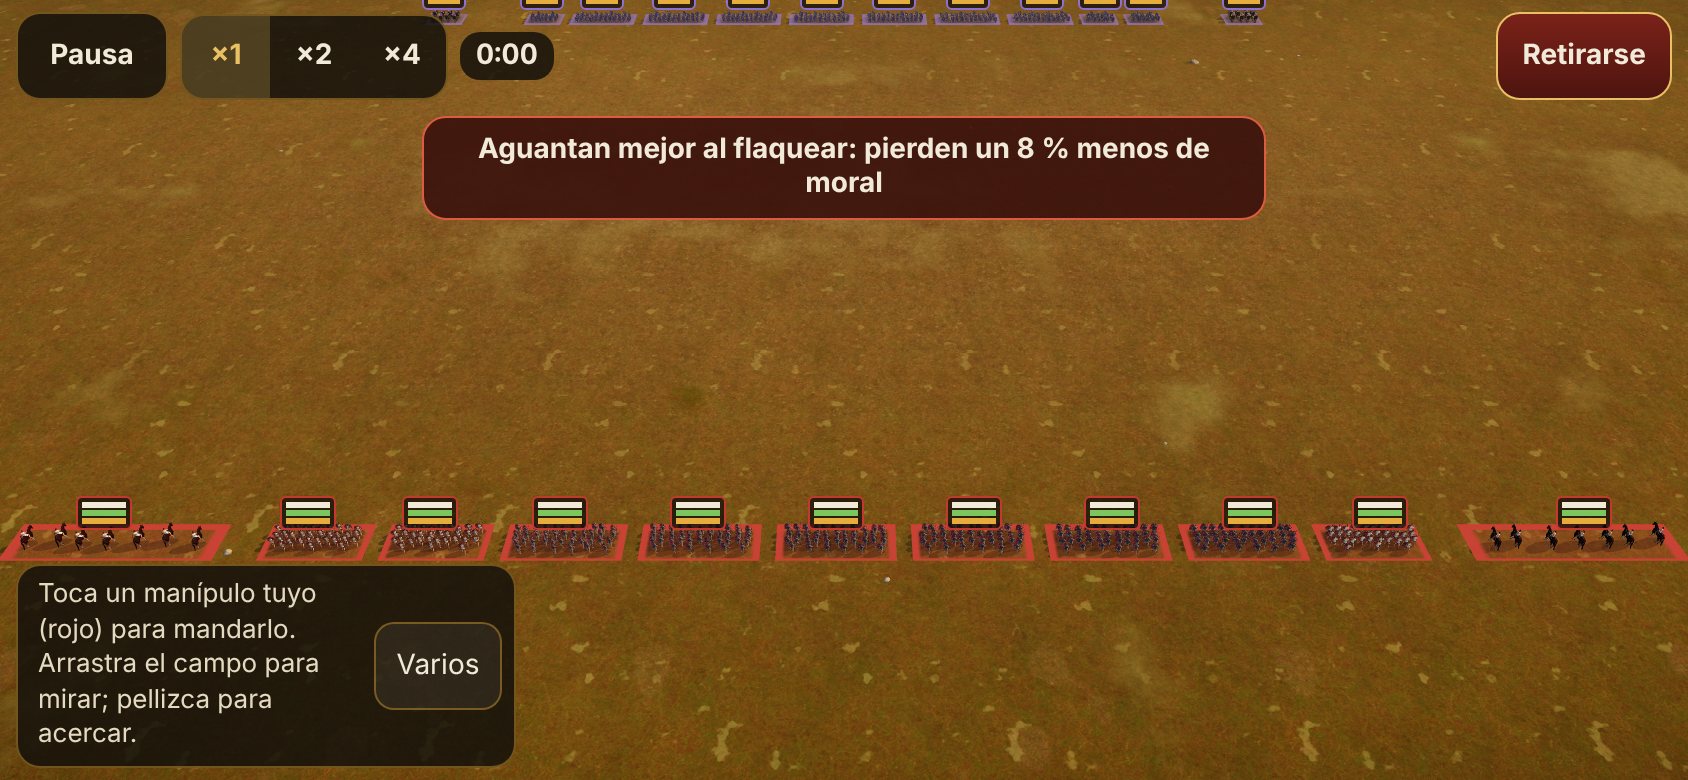 Pausa
×1
×2
×4
0:00
Retirarse
Aguantan mejor al flaquear: pierden un 8 % menos de
moral
Toca un manípulo tuyo
(rojo) para mandarlo.
Arrastra el campo para
mirar; pellizca para
acercar.
Varios